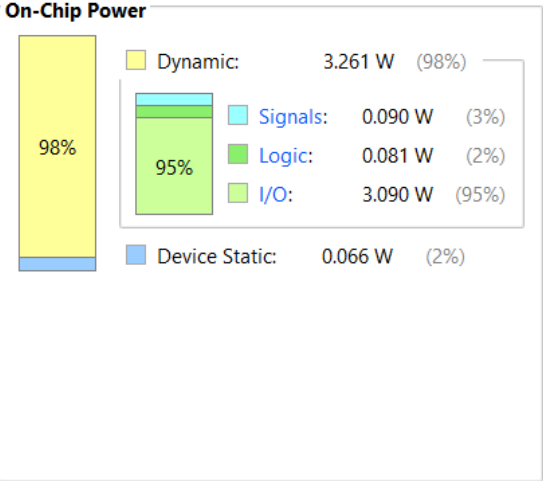 On-Chip Power
Dynamic: 3.261 W (98%)
98%
Signals: 0.090 W (3%)
Logic: 0.081 W (2%)
95%
I/O: 3.090 W (95%)
Device Static: 0.066 W (2%)